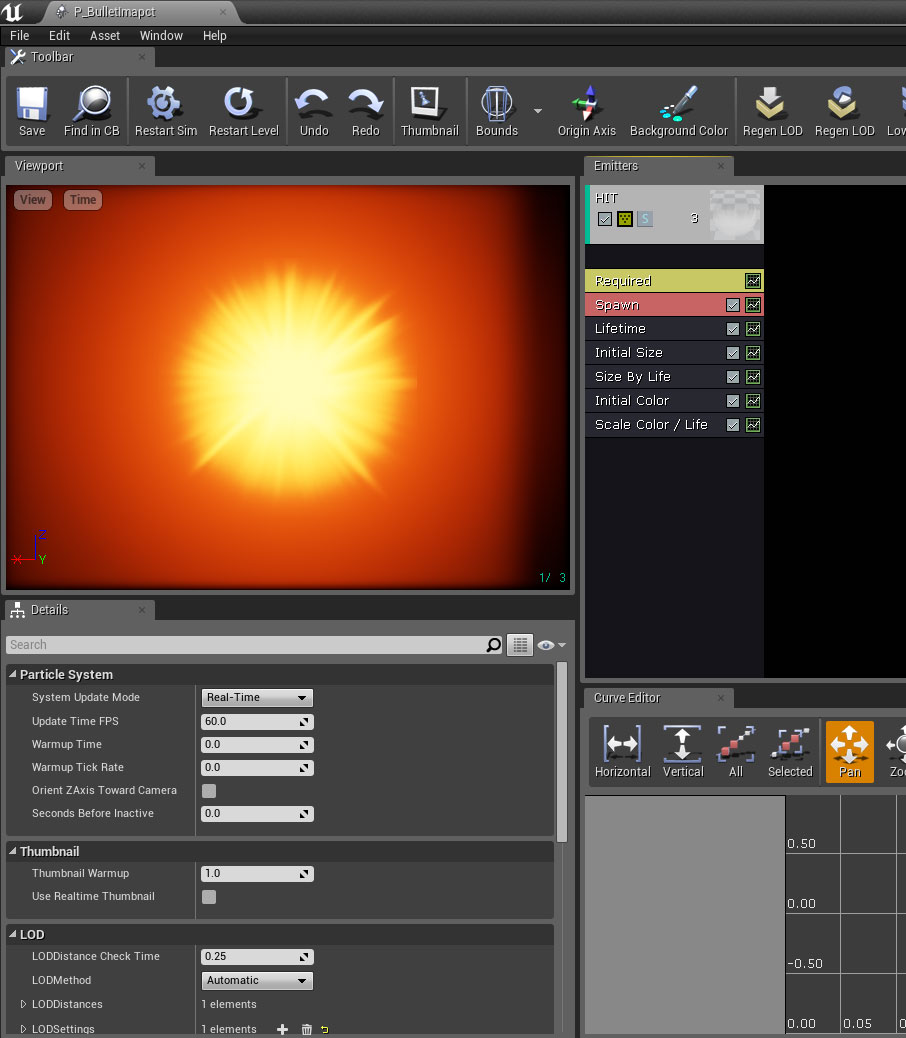 P_BulletImapct
File Edit Asset Window Help
Toolbar
Save Find in CB Restart Sim Restart Level Undo Redo Thumbnail Bounds Origin Axis Background Color Regen LOD Regen LOD Low
Viewport
Emitters
View Time
HIT
S 3
Required
Spawn
Lifetime
Initial Size
Size By Life
Initial Color
Scale Color / Life
Z
X Y
1/ 3
Details
Search
Particle System
System Update Mode Real-Time
Update Time FPS 60.0
Warmup Time 0.0
Warmup Tick Rate 0.0
Orient ZAxis Toward Camera
Seconds Before Inactive 0.0
Thumbnail
Thumbnail Warmup 1.0
Use Realtime Thumbnail
LOD
LODDistance Check Time 0.25
LODMethod Automatic
LODDistances 1 elements
LODSettings 1 elements
Curve Editor
Horizontal Vertical All Selected Pan Zoo
0.50
0.00
-0.50
0.00 0.05 0